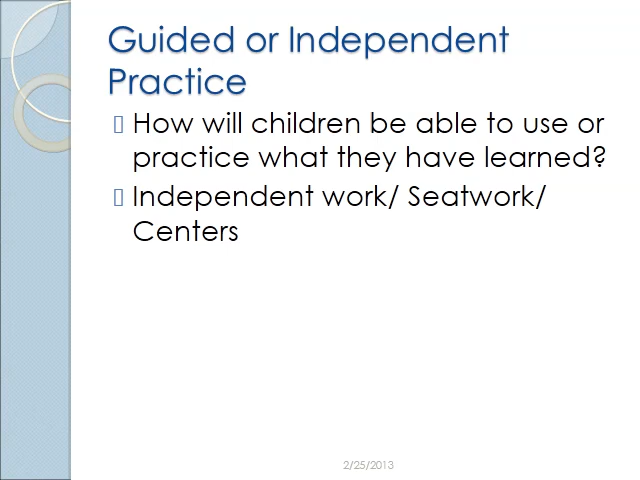 Guided or Independent
Practice
How will children be able to use or
practice what they have learned?
Independent work/ Seatwork/
Centers
2/25/2013